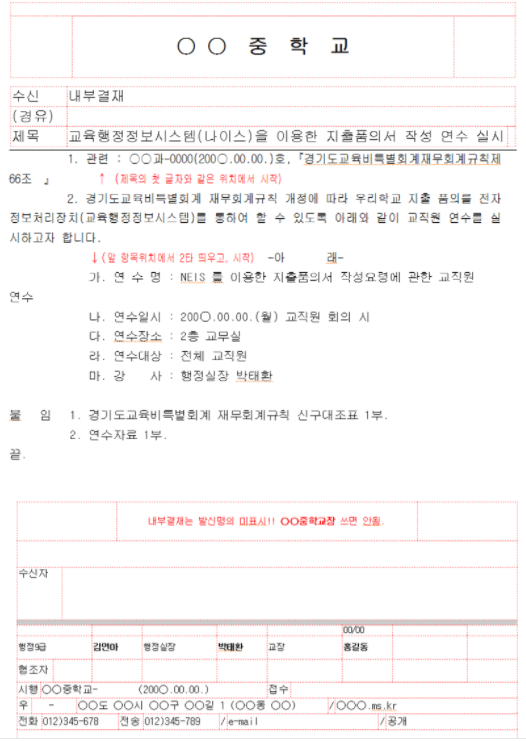 ○ ○ 중 학 교
수신 내부결재
(경유)
제목 교육행정정보시스템(나이스)을 이용한 지출품의서 작성 연수 실시
1. 관련 : ○○과-0000(200○.00.00.)호, 『경기도교육비특별회계재무회계규칙제
66조 』 ↑ (제목의 첫 글자와 같은 위치에서 시작)
2. 경기도교육비특별회계 재무회계규칙 개정에 따라 우리학교 지출 품의를 전자
정보처리장치(교육행정정보시스템)를 통하여 할 수 있도록 아래와 같이 교직원 연수를 실
시하고자 합니다.
↓(앞 항목위치에서 2타 띄우고, 시작) -아 래-
가. 연 수 명 : NEIS 를 이용한 지출품의서 작성요령에 관한 교직원
연수
나. 연수일시 : 200○.00.00.(월) 교직원 회의 시
다. 연수장소 : 2층 교무실
라. 연수대상 : 전체 교직원
마. 강 사 : 행정실장 박태환
붙 임 1. 경기도교육비특별회계 재무회계규칙 신구대조표 1부.
2. 연수자료 1부.
끝.
내부결재는 발신명의 미표시!! ○○중학교장 쓰면 안됨.
수신자
00/00
행정9급 김연아 행정실장 박태환 교장 홍길동
협조자
시행 ○○중학교- (200○.00.00.) 접수
우 - ○○도 ○○시 ○○구 ○○길 1 (○○동 ○○) /○○○.ms.kr
전화 012)345-678 전송 012)345-789 /e-mail /공개